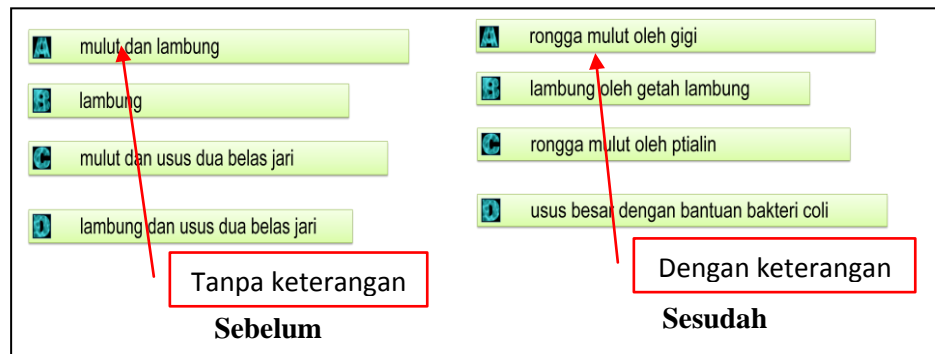 A mulut dan lambung
B lambung
C mulut dan usus dua belas jari
D lambung dan usus dua belas jari
Tanpa keterangan
Sebelum
A rongga mulut oleh gigi
B lambung oleh getah lambung
C rongga mulut oleh ptialin
D usus besar dengan bantuan bakteri coli
Dengan keterangan
Sesudah